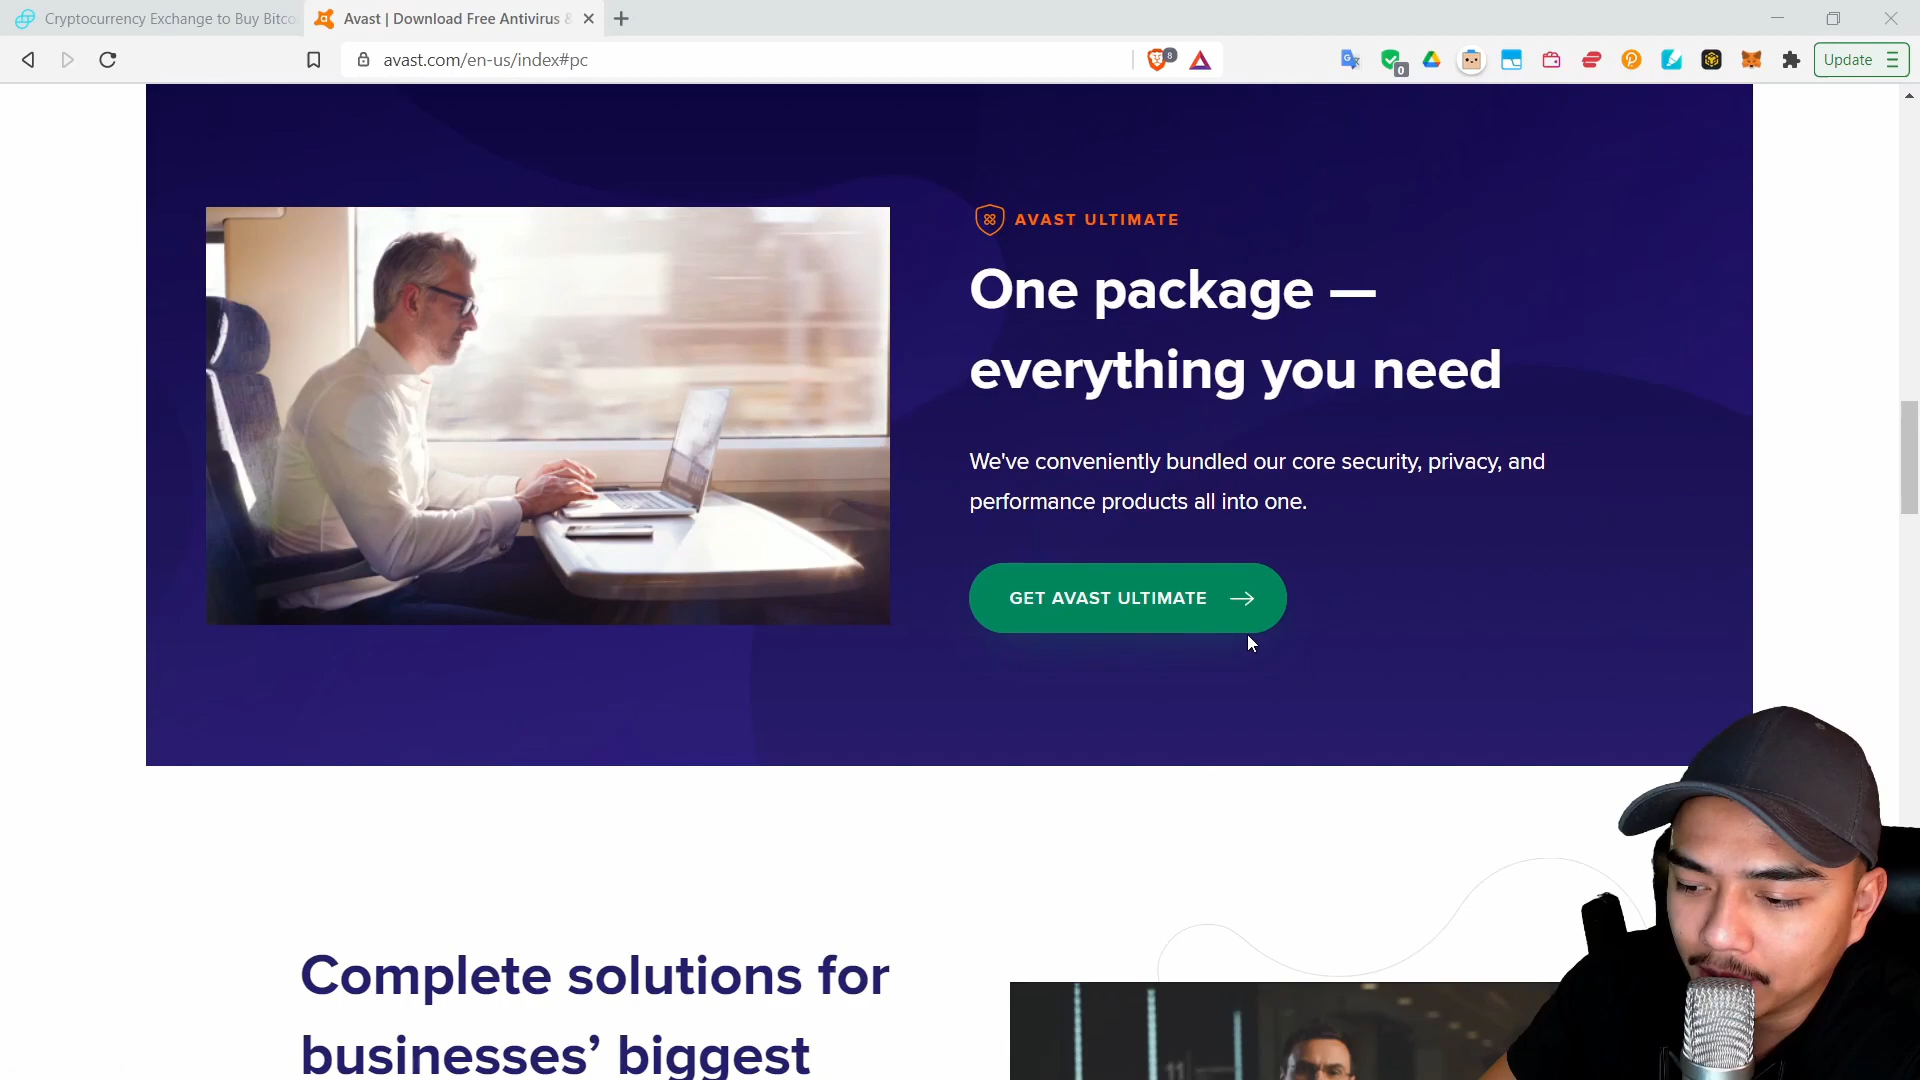 Cryptocurrency Exchange to Buy Bitco
Avast | Download Free Antivirus &
avast.com/en-us/index#pc
8
0
Update
AVAST ULTIMATE
One package —
everything you need
We've conveniently bundled our core security, privacy, and
performance products all into one.
GET AVAST ULTIMATE
Complete solutions for
businesses’ biggest